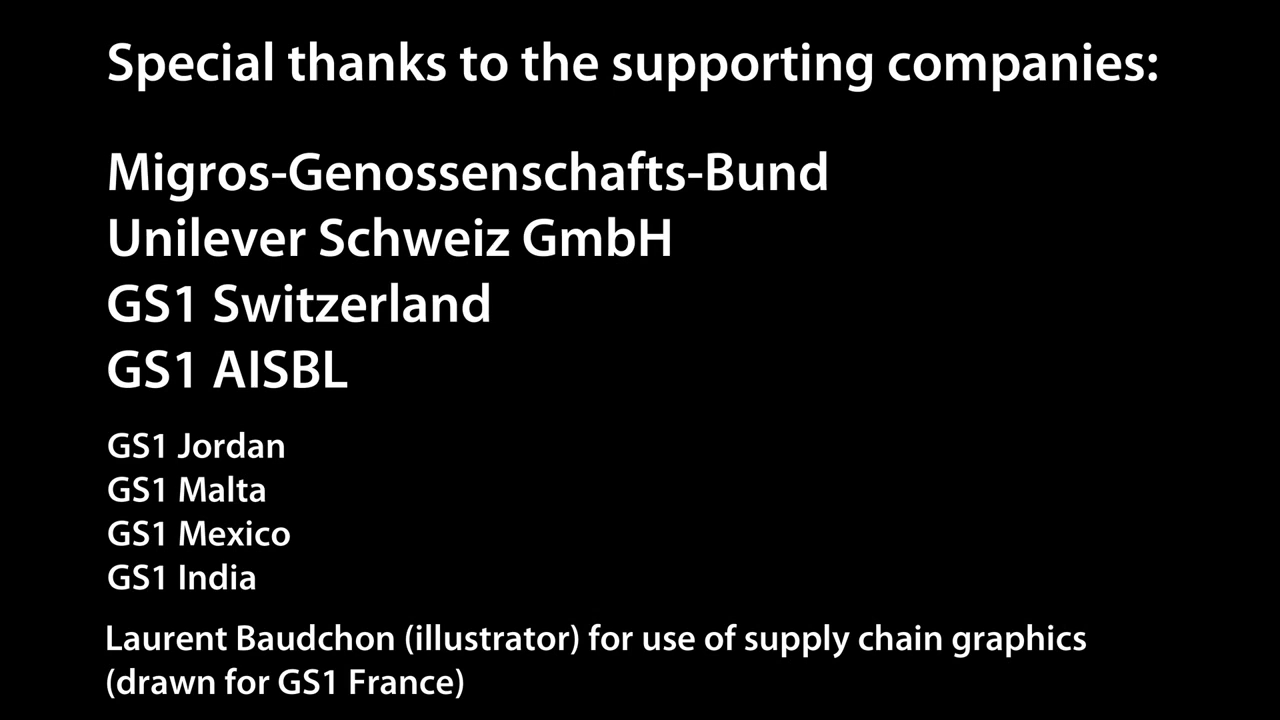 Special thanks to the supporting companies:
Migros-Genossenschafts-Bund
Unilever Schweiz GmbH
GS1 Switzerland
GS1 AISBL
GS1 Jordan
GS1 Malta
GS1 Mexico
GS1 India
Laurent Baudchon (illustrator) for use of supply chain graphics
(drawn for GS1 France)